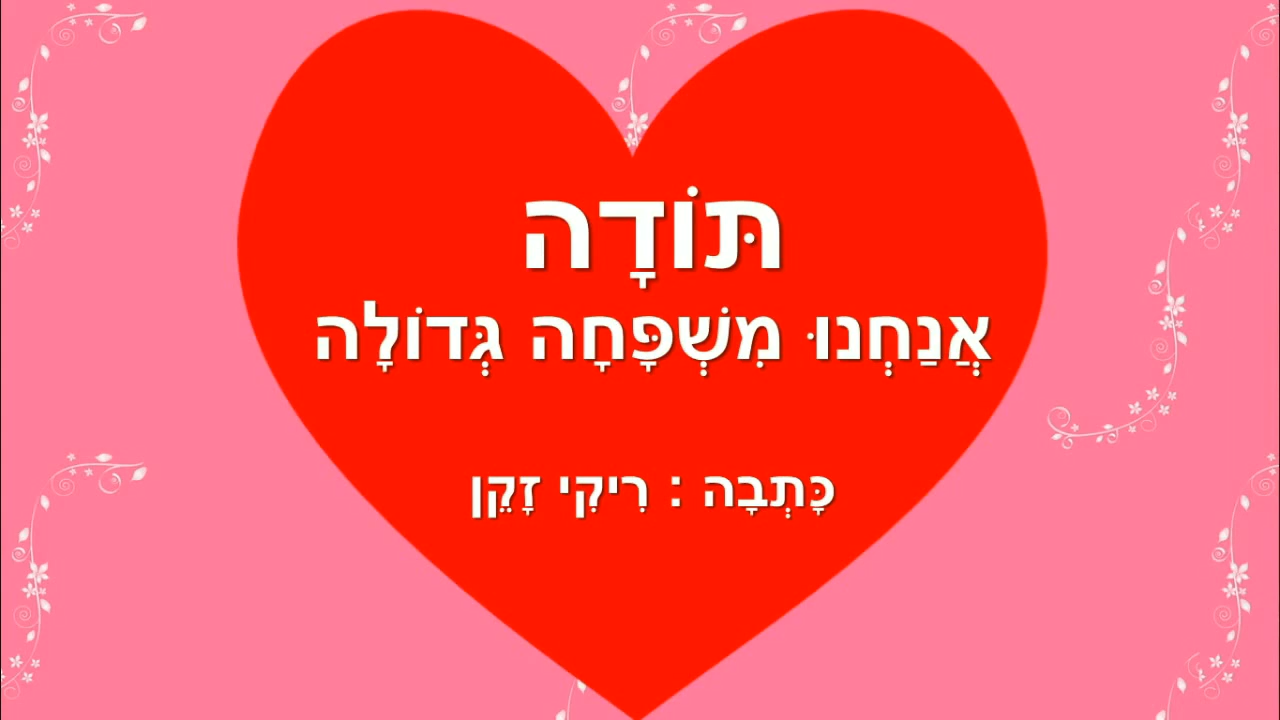 תּוֹדָה
אֲנַחְנוּ מִשְׁפָּחָה גְּדוֹלָה
כָּתְבָה : רִיקִי זָקֵן